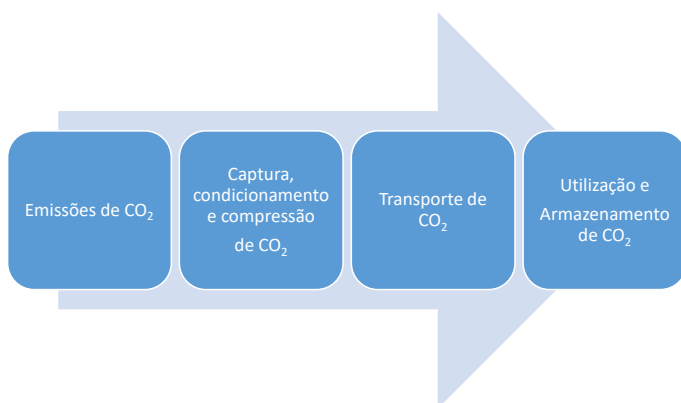 Emissões de CO₂
Captura,
condicionamento
e compressão
de CO₂
Transporte de
CO₂
Utilização e
Armazenamento
de CO₂